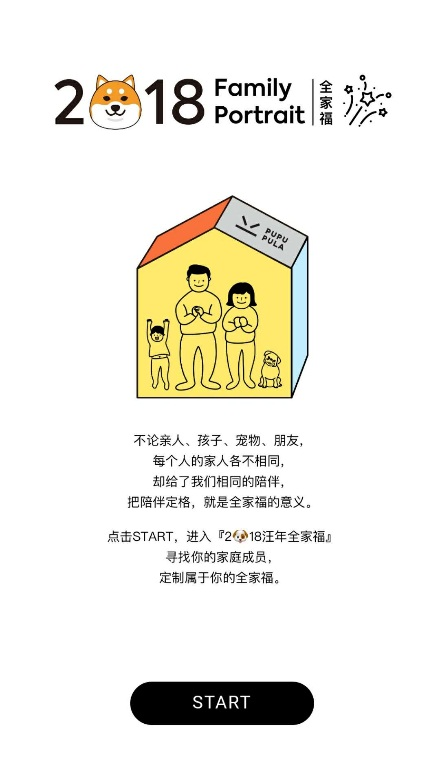 2018 Family Portrait 全家福
PUPU
PULA
不论亲人、孩子、宠物、朋友，
每个人的家人各不相同，
却给了我们相同的陪伴，
把陪伴定格，就是全家福的意义。
点击START，进入『2🐶18汪年全家福』
寻找你的家庭成员，
定制属于你的全家福。
START